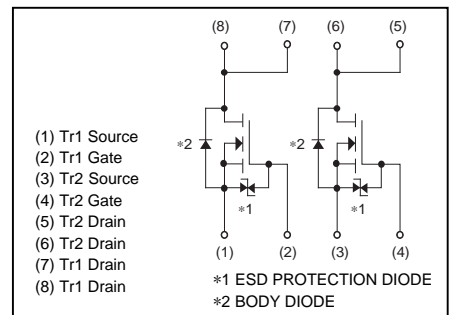 (8) (7) (6) (5)
(1) Tr1 Source
(2) Tr1 Gate
(3) Tr2 Source
(4) Tr2 Gate
(5) Tr2 Drain
(6) Tr2 Drain
(7) Tr1 Drain
(8) Tr1 Drain
∗2 ∗2
∗1 ∗1
(1) (2) (3) (4)
∗1 ESD PROTECTION DIODE
∗2 BODY DIODE